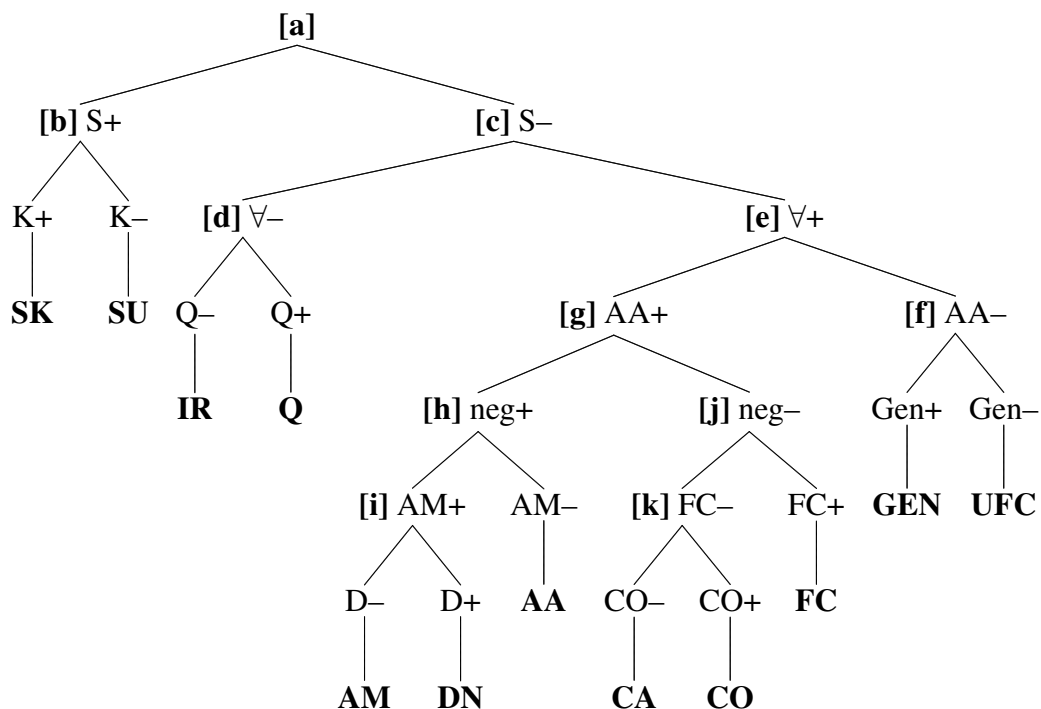 [a]
[b] S+ [c] S–
K+ K– [d] ∀– [e] ∀+
SK SU Q– Q+ [g] AA+ [f] AA–
IR Q [h] neg+ [j] neg– Gen+ Gen–
[i] AM+ AM– [k] FC– FC+ GEN UFC
D– D+ AA CO– CO+ FC
AM DN CA CO